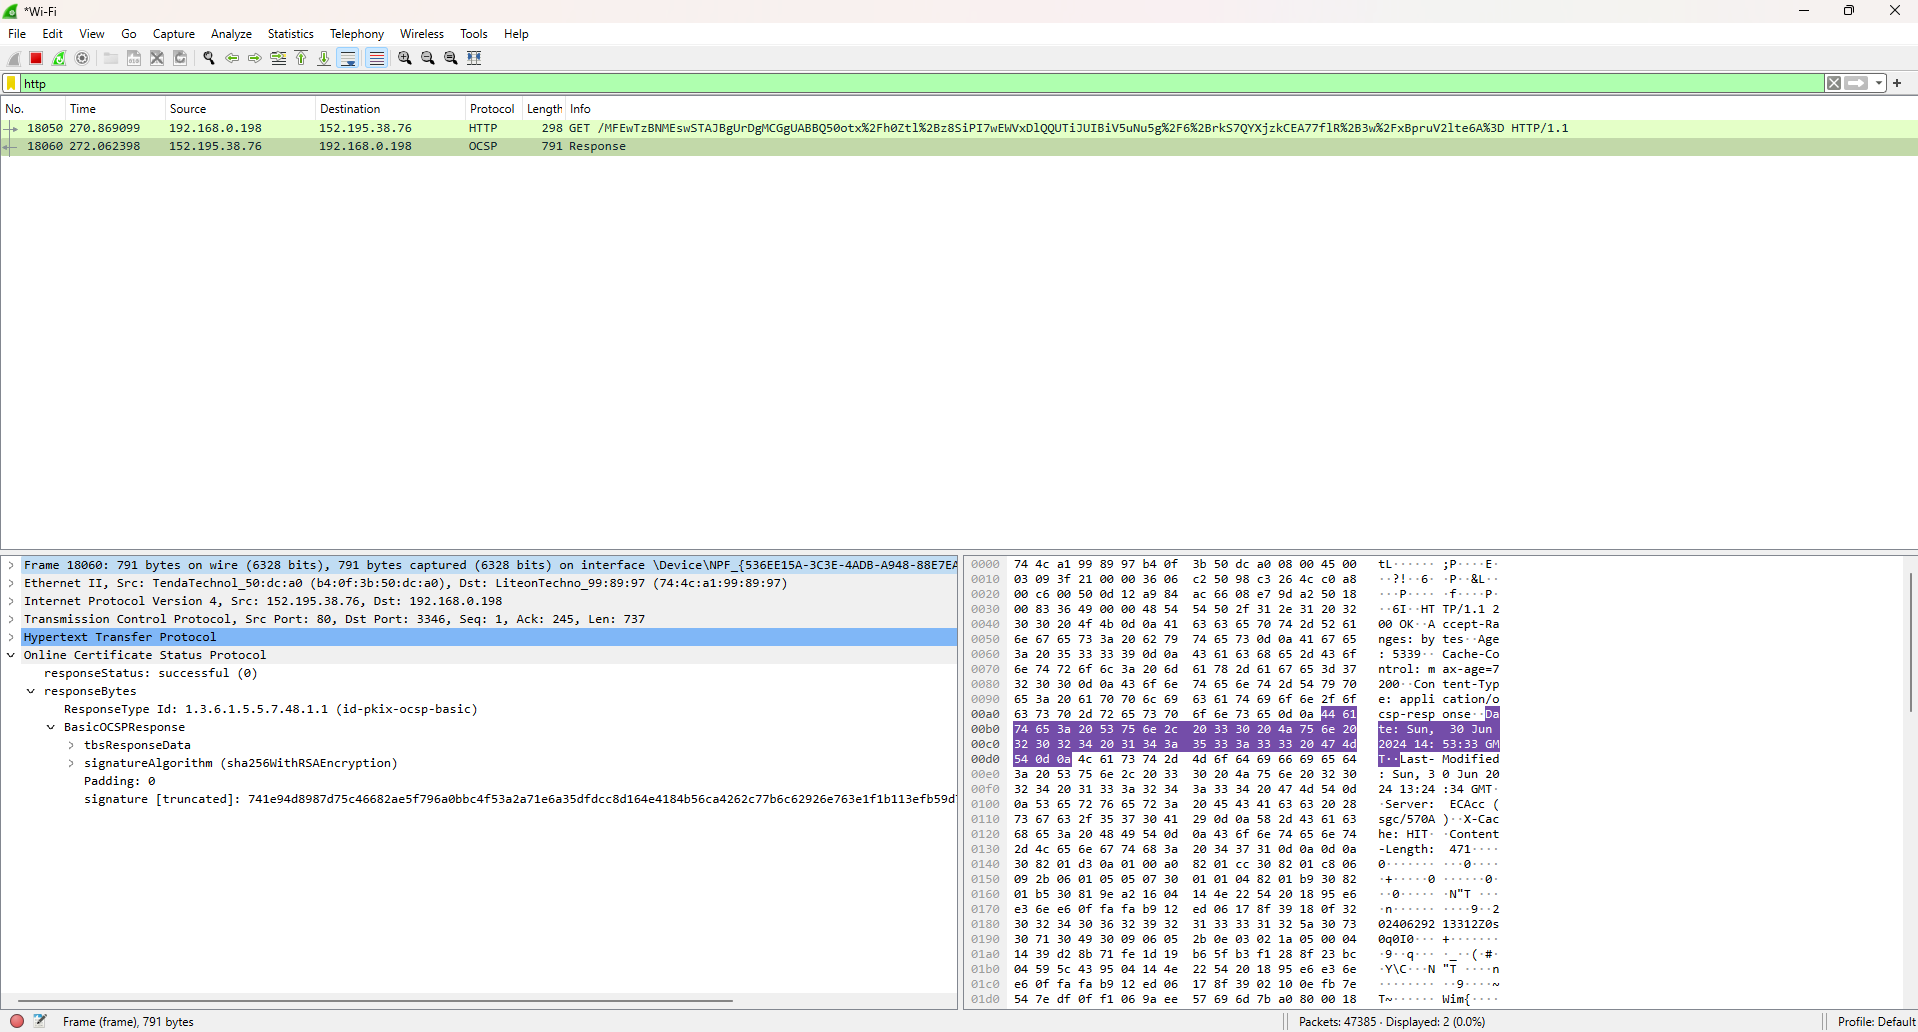 *Wi-Fi
File Edit View Go Capture Analyze Statistics Telephony Wireless Tools Help
http
No. Time Source Destination Protocol Length Info
18050 270.869099 192.168.0.198 152.195.38.76 HTTP 298 GET /MFEwTzBNMEswSTAJBgUrDgMCGgUABBQ50otx%2Fh0Ztl%2Bz8SiPI7wEWVxDlQQUTiJUIBiV5uNu5g%2F6%2BrkS7QYXjzkCEA77flR%2B3w%2FxBpruV2lte6A%3D HTTP/1.1
18060 272.062398 152.195.38.76 192.168.0.198 OCSP 791 Response
Frame 18060: 791 bytes on wire (6328 bits), 791 bytes captured (6328 bits) on interface \Device\NPF_{536EE15A-3C3E-4ADB-A948-88E7EA
Ethernet II, Src: TendaTechnol_50:dc:a0 (b4:0f:3b:50:dc:a0), Dst: LiteonTechno_99:89:97 (74:4c:a1:99:89:97)
Internet Protocol Version 4, Src: 152.195.38.76, Dst: 192.168.0.198
Transmission Control Protocol, Src Port: 80, Dst Port: 3346, Seq: 1, Ack: 245, Len: 737
Hypertext Transfer Protocol
Online Certificate Status Protocol
responseStatus: successful (0)
responseBytes
ResponseType Id: 1.3.6.1.5.5.7.48.1.1 (id-pkix-ocsp-basic)
BasicOCSPResponse
tbsResponseData
signatureAlgorithm (sha256WithRSAEncryption)
Padding: 0
signature [truncated]: 741e94d8987d75c46682ae5f796a0bbc4f53a2a71e6a35dfdcc8d164e4184b56ca4262c77b6c62926e763e1f1b113efb59d
0000 74 4c a1 99 89 97 b4 0f 3b 50 dc a0 08 00 45 00 tL······ ;P····E·
0010 03 09 3f 21 00 00 36 06 c2 50 98 c3 26 4c c0 a8 ··?!··6· ·P··&L··
0020 00 c6 00 50 0d 12 a9 84 ac 66 08 e7 9d a2 50 18 ···P···· ·f····P·
0030 00 83 36 49 00 00 48 54 54 50 2f 31 2e 31 20 32 ··6I··HT TP/1.1 2
0040 30 30 20 4f 4b 0d 0a 41 63 63 65 70 74 2d 52 61 00 OK··A ccept-Ra
0050 6e 67 65 73 3a 20 62 79 74 65 73 0d 0a 41 67 65 nges: by tes··Age
0060 3a 20 35 33 33 39 0d 0a 43 61 63 68 65 2d 43 6f : 5339·· Cache-Co
0070 6e 74 72 6f 6c 3a 20 6d 61 78 2d 61 67 65 3d 37 ntrol: m ax-age=7
0080 32 30 30 0d 0a 43 6f 6e 74 65 6e 74 2d 54 79 70 200··Con tent-Typ
0090 65 3a 20 61 70 70 6c 69 63 61 74 69 6f 6e 2f 6f e: appli cation/o
00a0 63 73 70 2d 72 65 73 70 6f 6e 73 65 0d 0a 44 61 csp-resp onse··Da
00b0 74 65 3a 20 53 75 6e 2c 20 33 30 20 4a 75 6e 20 te: Sun, 30 Jun
00c0 32 30 32 34 20 31 34 3a 35 33 3a 33 33 20 47 4d 2024 14: 53:33 GM
00d0 54 0d 0a 4c 61 73 74 2d 4d 6f 64 69 66 69 65 64 T··Last- Modified
00e0 3a 20 53 75 6e 2c 20 33 30 20 4a 75 6e 20 32 30 : Sun, 3 0 Jun 20
00f0 32 34 20 31 33 3a 32 34 3a 33 34 20 47 4d 54 0d 24 13:24 :34 GMT·
0100 0a 53 65 72 76 65 72 3a 20 45 43 41 63 63 20 28 ·Server: ECAcc (
0110 73 67 63 2f 35 37 30 41 29 0d 0a 58 2d 43 61 63 sgc/570A )··X-Cac
0120 68 65 3a 20 48 49 54 0d 0a 43 6f 6e 74 65 6e 74 he: HIT· ·Content
0130 2d 4c 65 6e 67 74 68 3a 20 34 37 31 0d 0a 0d 0a -Length: 471····
0140 30 82 01 d3 0a 01 00 a0 82 01 cc 30 82 01 c8 06 0······· ···0····
0150 09 2b 06 01 05 05 07 30 01 01 04 82 01 b9 30 82 ·+·····0 ······0·
0160 01 b5 30 81 9e a2 16 04 14 4e 22 54 20 18 95 e6 ··0····· ·N"T ···
0170 e3 6e e6 0f fa fa b9 12 ed 06 17 8f 39 18 0f 32 ·n······ ····9··2
0180 30 32 34 30 36 32 39 32 31 33 33 31 32 5a 30 73 02406292 13312Z0s
0190 30 71 30 49 30 09 06 05 2b 0e 03 02 1a 05 00 04 0q0I0··· +·······
01a0 14 39 d2 8b 71 fe 1d 19 b6 5f b3 f1 28 8f 23 bc ·9··q··· ·_··(·#·
01b0 04 59 5c 43 95 04 14 4e 22 54 20 18 95 e6 e3 6e ·Y\C···N "T ····n
01c0 e6 0f fa fa b9 12 ed 06 17 8f 39 02 10 0e fb 7e ········ ··9····~
01d0 54 7e df 0f f1 06 9a ee 57 69 6d 7b a0 80 00 18 T~······ Wim{····
Frame (frame), 791 bytes
Packets: 47385 · Displayed: 2 (0.0%)
Profile: Default